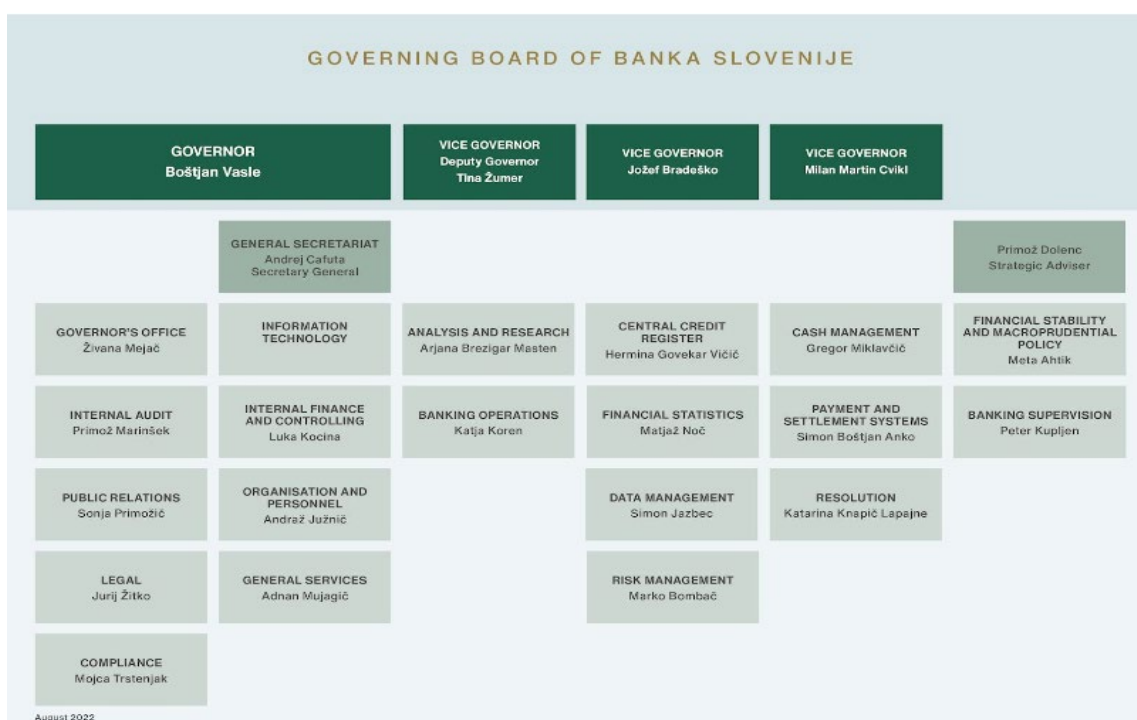 GOVERNING BOARD OF BANKA SLOVENIJE
GOVERNOR
Boštjan Vasle
VICE GOVERNOR
Deputy Governor
Tina Žumer
VICE GOVERNOR
Jožef Bradeško
VICE GOVERNOR
Milan Martin Cvikl
GENERAL SECRETARIAT
Andrej Cafuta
Secretary General
Primož Dolenc
Strategic Adviser
GOVERNOR'S OFFICE
Živana Mejač
INFORMATION
TECHNOLOGY
ANALYSIS AND RESEARCH
Arjana Brezigar Masten
CENTRAL CREDIT
REGISTER
Hermina Govekar Vičič
CASH MANAGEMENT
Gregor Miklavčič
FINANCIAL STABILITY
AND MACROPRUDENTIAL
POLICY
Meta Ahtik
INTERNAL AUDIT
Primož Marinšek
INTERNAL FINANCE
AND CONTROLLING
Luka Kocina
BANKING OPERATIONS
Katja Koren
FINANCIAL STATISTICS
Matjaž Noč
PAYMENT AND
SETTLEMENT SYSTEMS
Simon Boštjan Anko
BANKING SUPERVISION
Peter Kupljen
PUBLIC RELATIONS
Sonja Primožič
ORGANISATION AND
PERSONNEL
Andraž Južnič
DATA MANAGEMENT
Simon Jazbec
RESOLUTION
Katarina Knapič Lapajne
LEGAL
Jurij Žitko
GENERAL SERVICES
Adnan Mujagič
RISK MANAGEMENT
Marko Bombač
COMPLIANCE
Mojca Trstenjak
August 2022